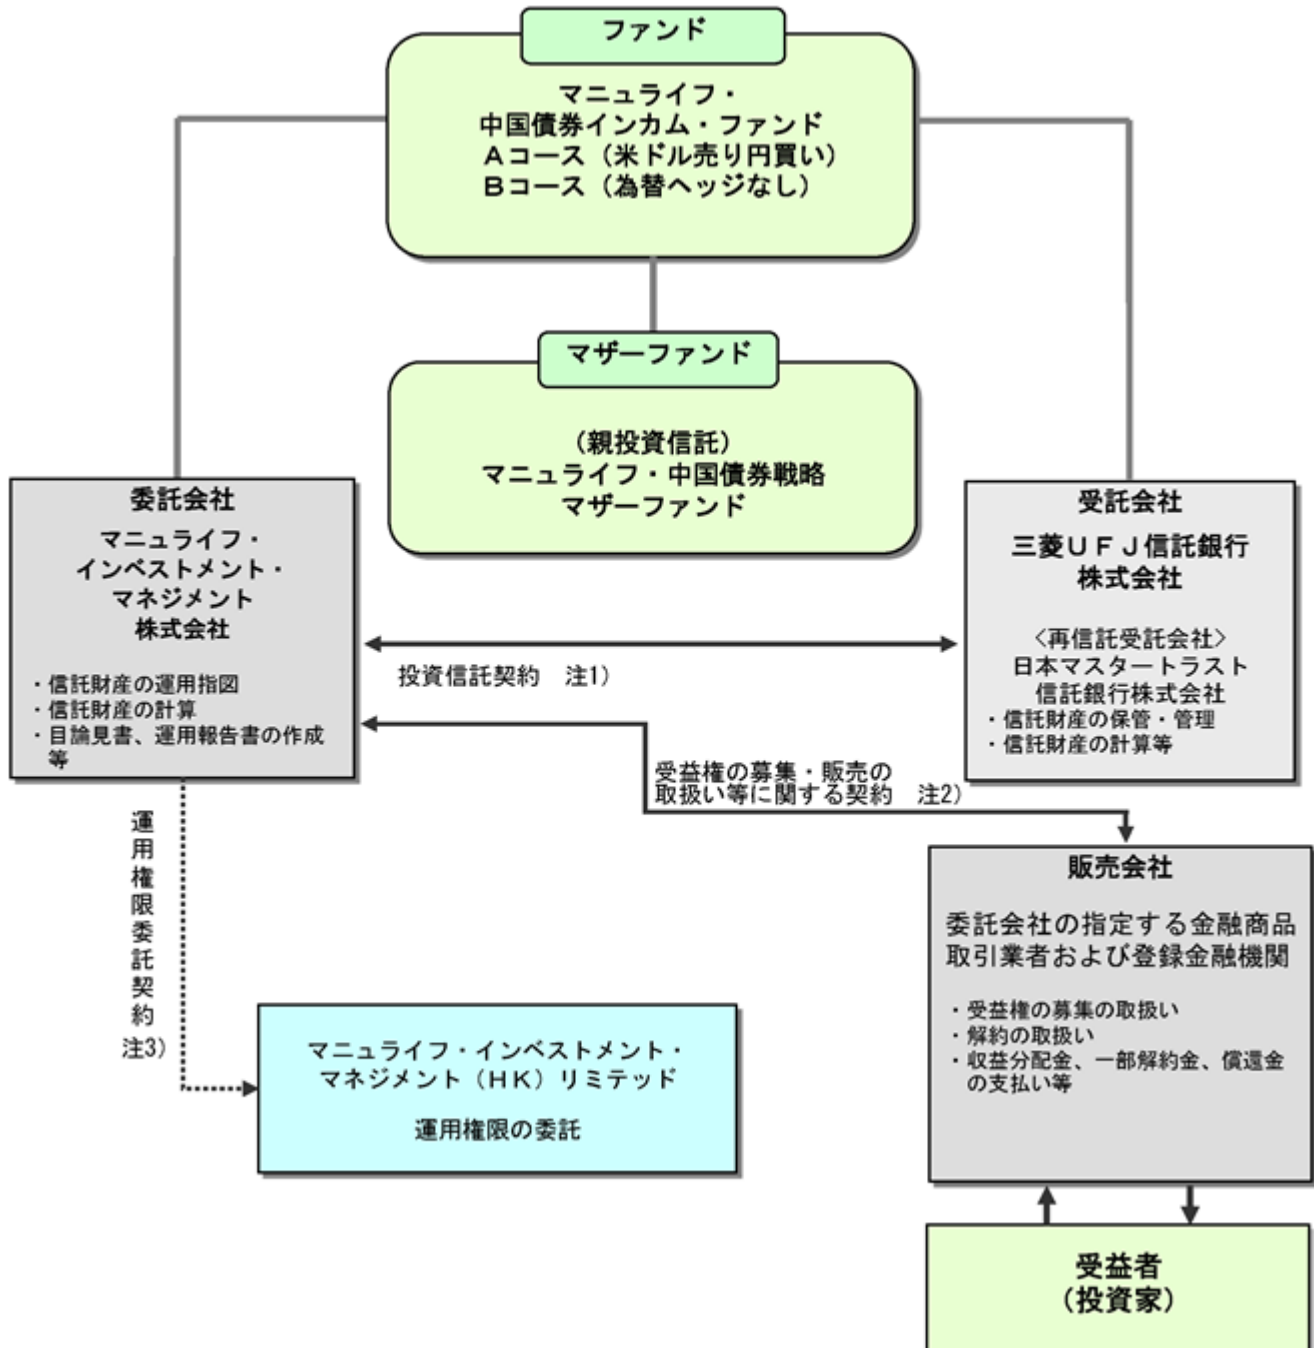 ファンド
マニュライフ・
中国債券インカム・ファンド
Aコース（米ドル売り円買い）
Bコース（為替ヘッジなし）
マザーファンド
（親投資信託）
マニュライフ・中国債券戦略
マザーファンド
委託会社
マニュライフ・
インベストメント・
マネジメント
株式会社
・信託財産の運用指図
・信託財産の計算
・目論見書、運用報告書の作成
等
受託会社
三菱UFJ信託銀行
株式会社
〈再信託受託会社〉
日本マスタートラスト
信託銀行株式会社
・信託財産の保管・管理
・信託財産の計算等
投資信託契約　注1）
受益権の募集・販売の
取扱い等に関する契約　注2）
運用権限委託契約
注3）
マニュライフ・インベストメント・
マネジメント（HK）リミテッド
運用権限の委託
販売会社
委託会社の指定する金融商品
取引業者および登録金融機関
・受益権の募集の取扱い
・解約の取扱い
・収益分配金、一部解約金、償還金
の支払い等
受益者
（投資家）